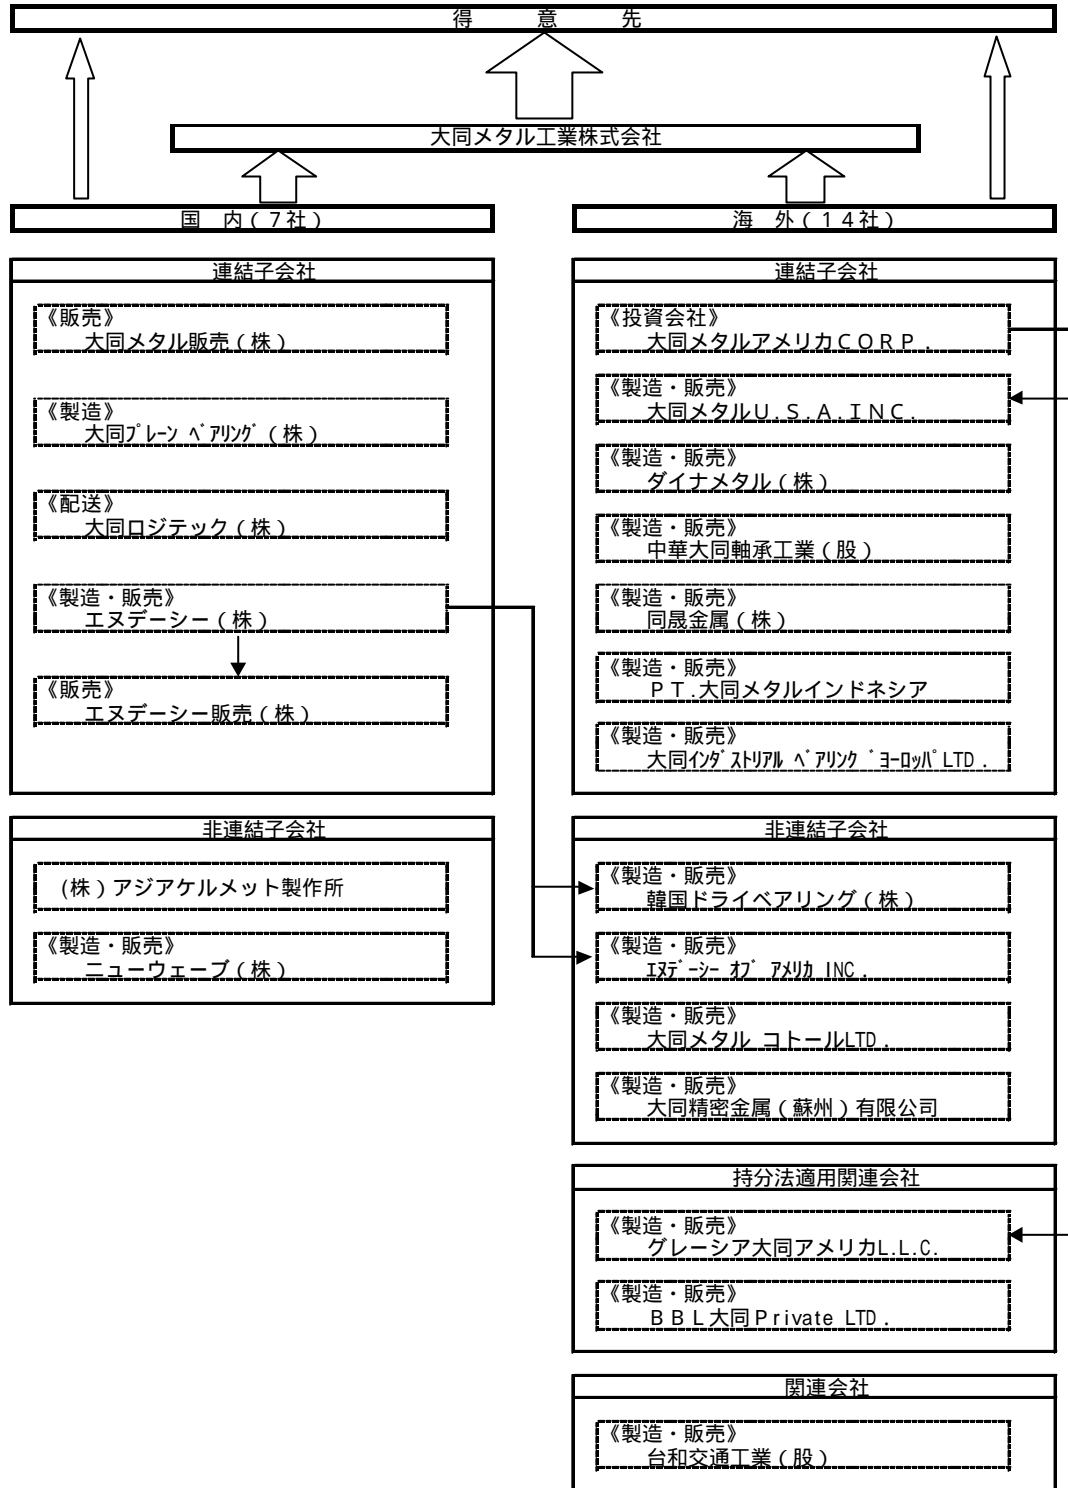 得 意 先
大同メタル工業株式会社
国 内(7社)
連結子会社
《販売》
大同メタル販売(株)
《製造》
大同プレーン ベアリング(株)
《配送》
大同ロジテック(株)
《製造・販売》
エヌデーシー(株)
《販売》
エヌデーシー販売(株)
非連結子会社
(株)アジアケルメット製作所
《製造・販売》
ニューウェーブ(株)
海 外(14社)
連結子会社
《投資会社》
大同メタルアメリカCORP.
《製造・販売》
大同メタルU.S.A.INC.
《製造・販売》
ダイナメタル(株)
《製造・販売》
中華大同軸承工業(股)
《製造・販売》
同晟金属(株)
《製造・販売》
PT.大同メタルインドネシア
《製造・販売》
大同インダストリアル ベアリング ヨーロッパLTD.
非連結子会社
《製造・販売》
韓国ドライベアリング(株)
《製造・販売》
エヌデーシー オブ アメリカ INC.
《製造・販売》
大同メタル コトールLTD.
《製造・販売》
大同精密金属(蘇州)有限公司
持分法適用関連会社
《製造・販売》
グレーシア大同アメリカL.L.C.
《製造・販売》
BBL大同Private LTD.
関連会社
《製造・販売》
台和交通工業(股)